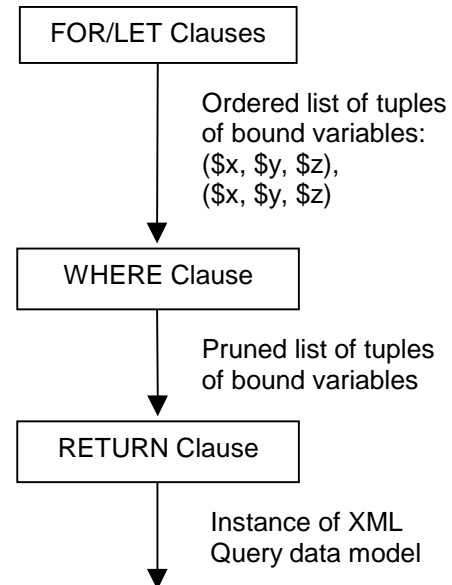 FOR/LET Clauses
Ordered list of tuples
of bound variables:
($x, $y, $z),
($x, $y, $z)
WHERE Clause
Pruned list of tuples
of bound variables
RETURN Clause
Instance of XML
Query data model